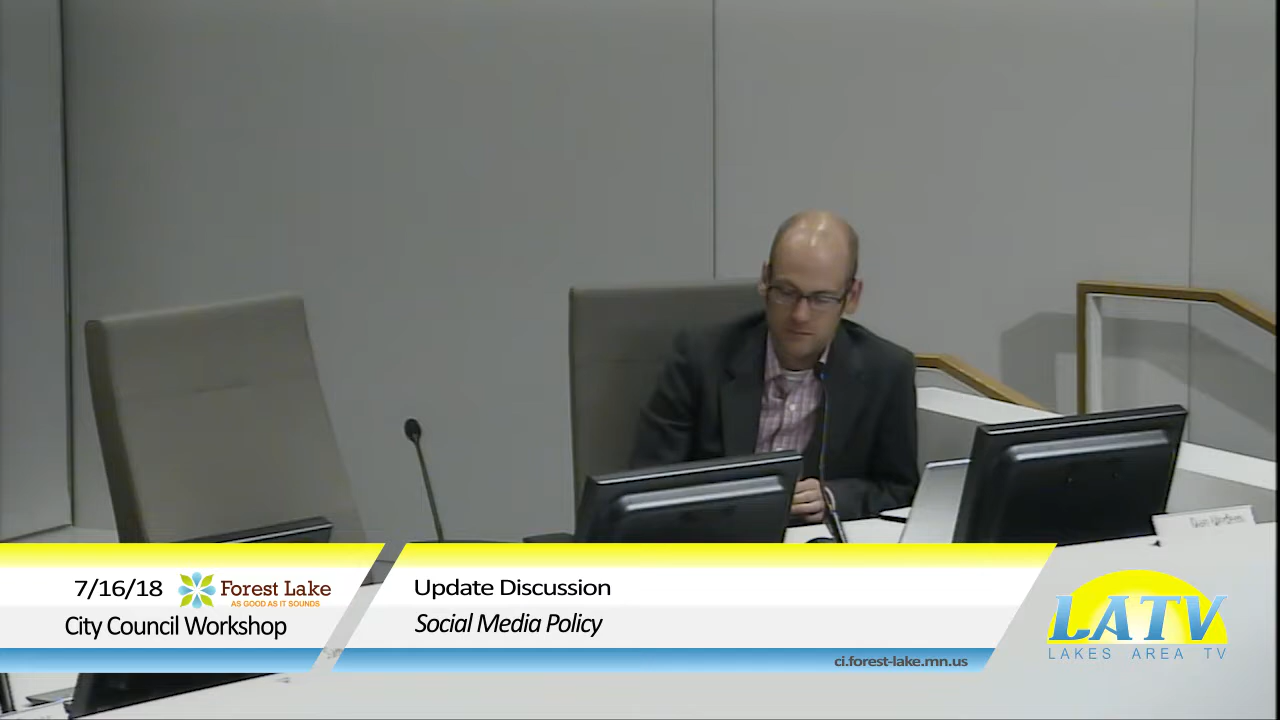 7/16/18
Forest Lake
AS GOOD AS IT SOUNDS
City Council Workshop
Update Discussion
Social Media Policy
ci.forest-lake.mn.us
LATV
LAKES AREA TV